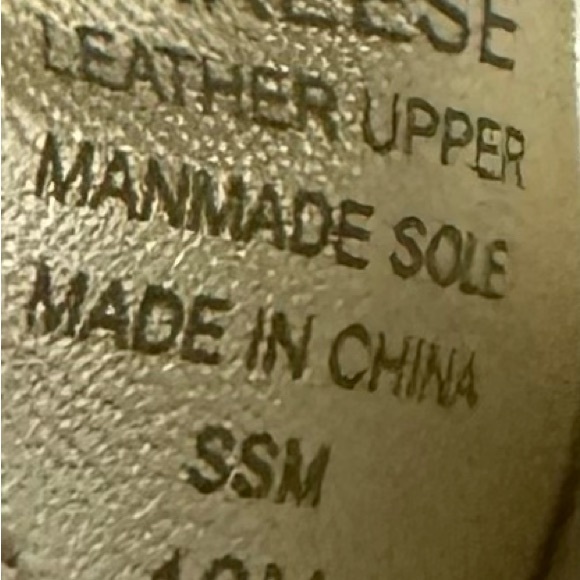 LEATHER UPPER
MANMADE SOLE
MADE IN CHINA
SSM